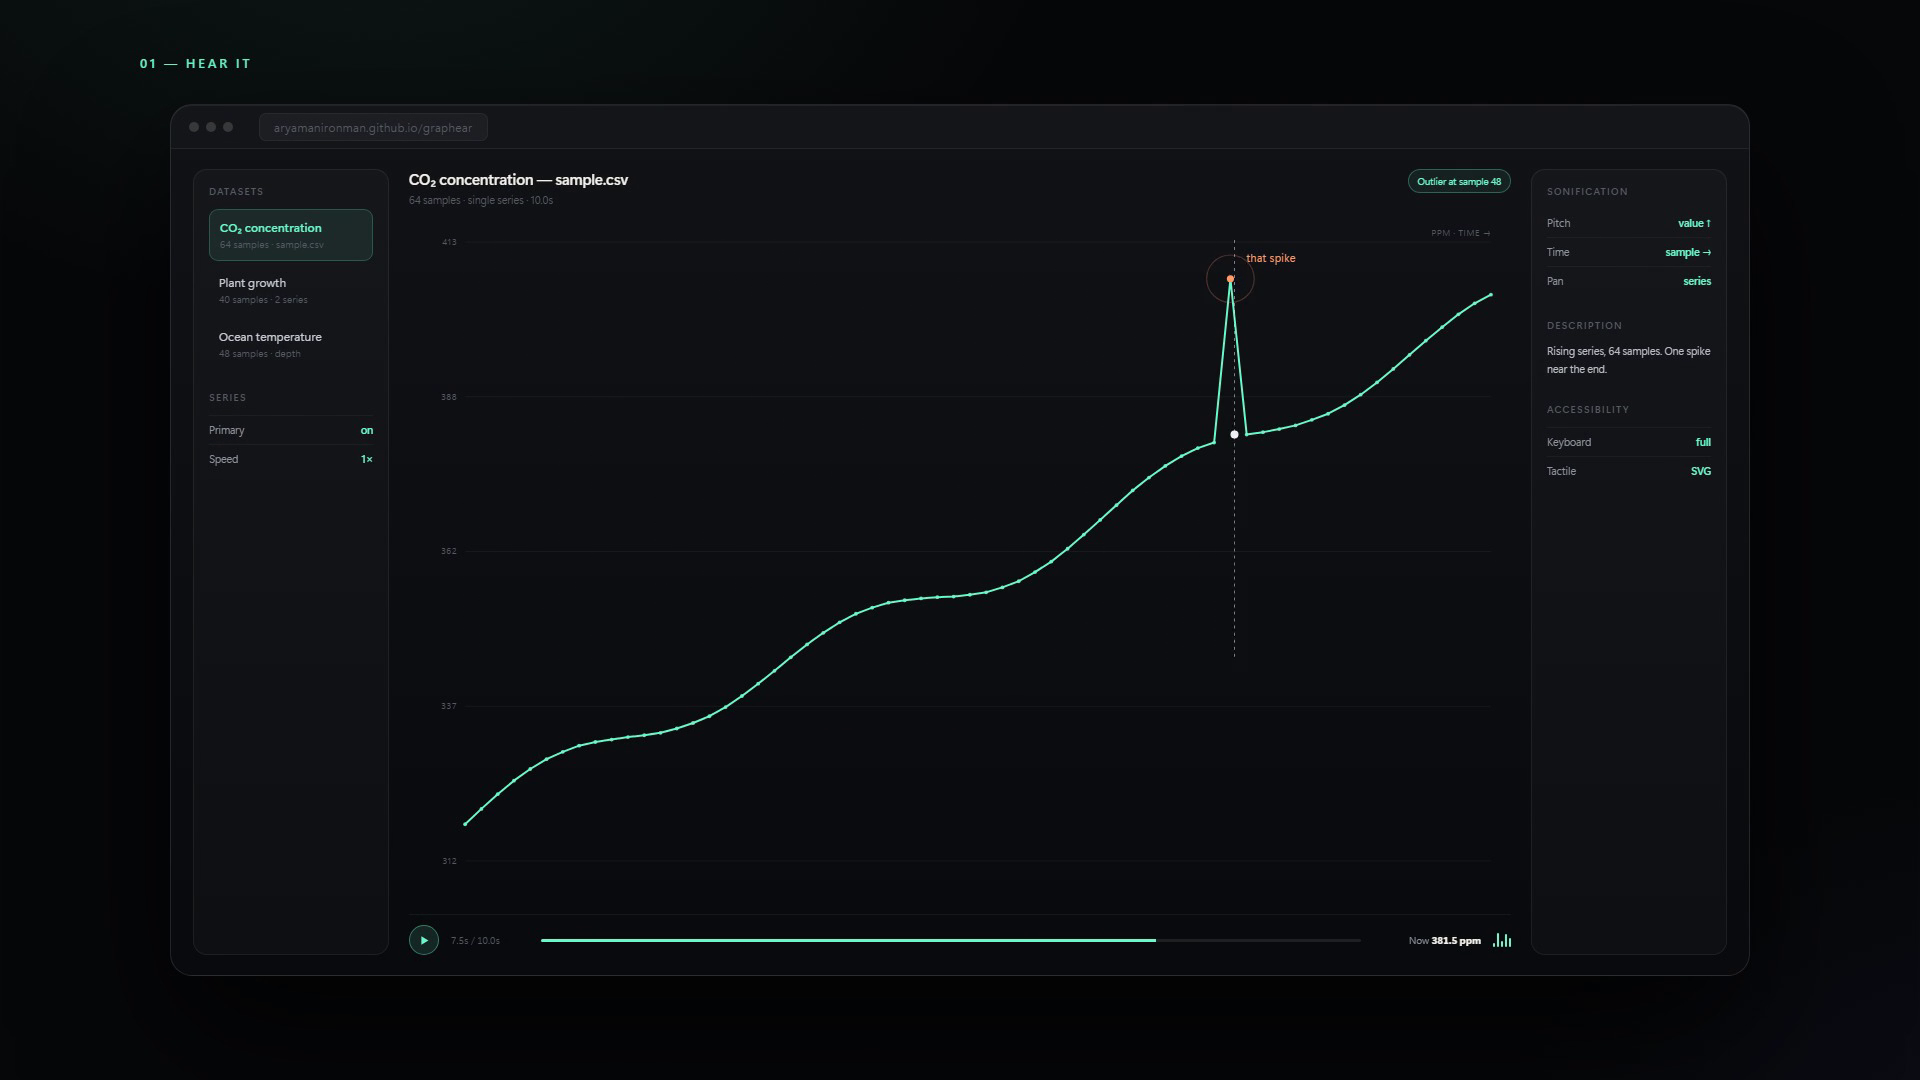 01 — HEAR IT
aryamanironman.github.io/graphear
DATASETS
CO₂ concentration
64 samples · sample.csv
Plant growth
40 samples · 2 series
Ocean temperature
48 samples · depth
SERIES
Primary on
Speed 1×
CO₂ concentration — sample.csv
64 samples · single series · 10.0s
Outlier at sample 48
PPM · TIME →
413
that spike
388
362
337
312
7.5s / 10.0s
Now 381.5 ppm
SONIFICATION
Pitch value ↑
Time sample →
Pan series
DESCRIPTION
Rising series, 64 samples. One spike
near the end.
ACCESSIBILITY
Keyboard full
Tactile SVG